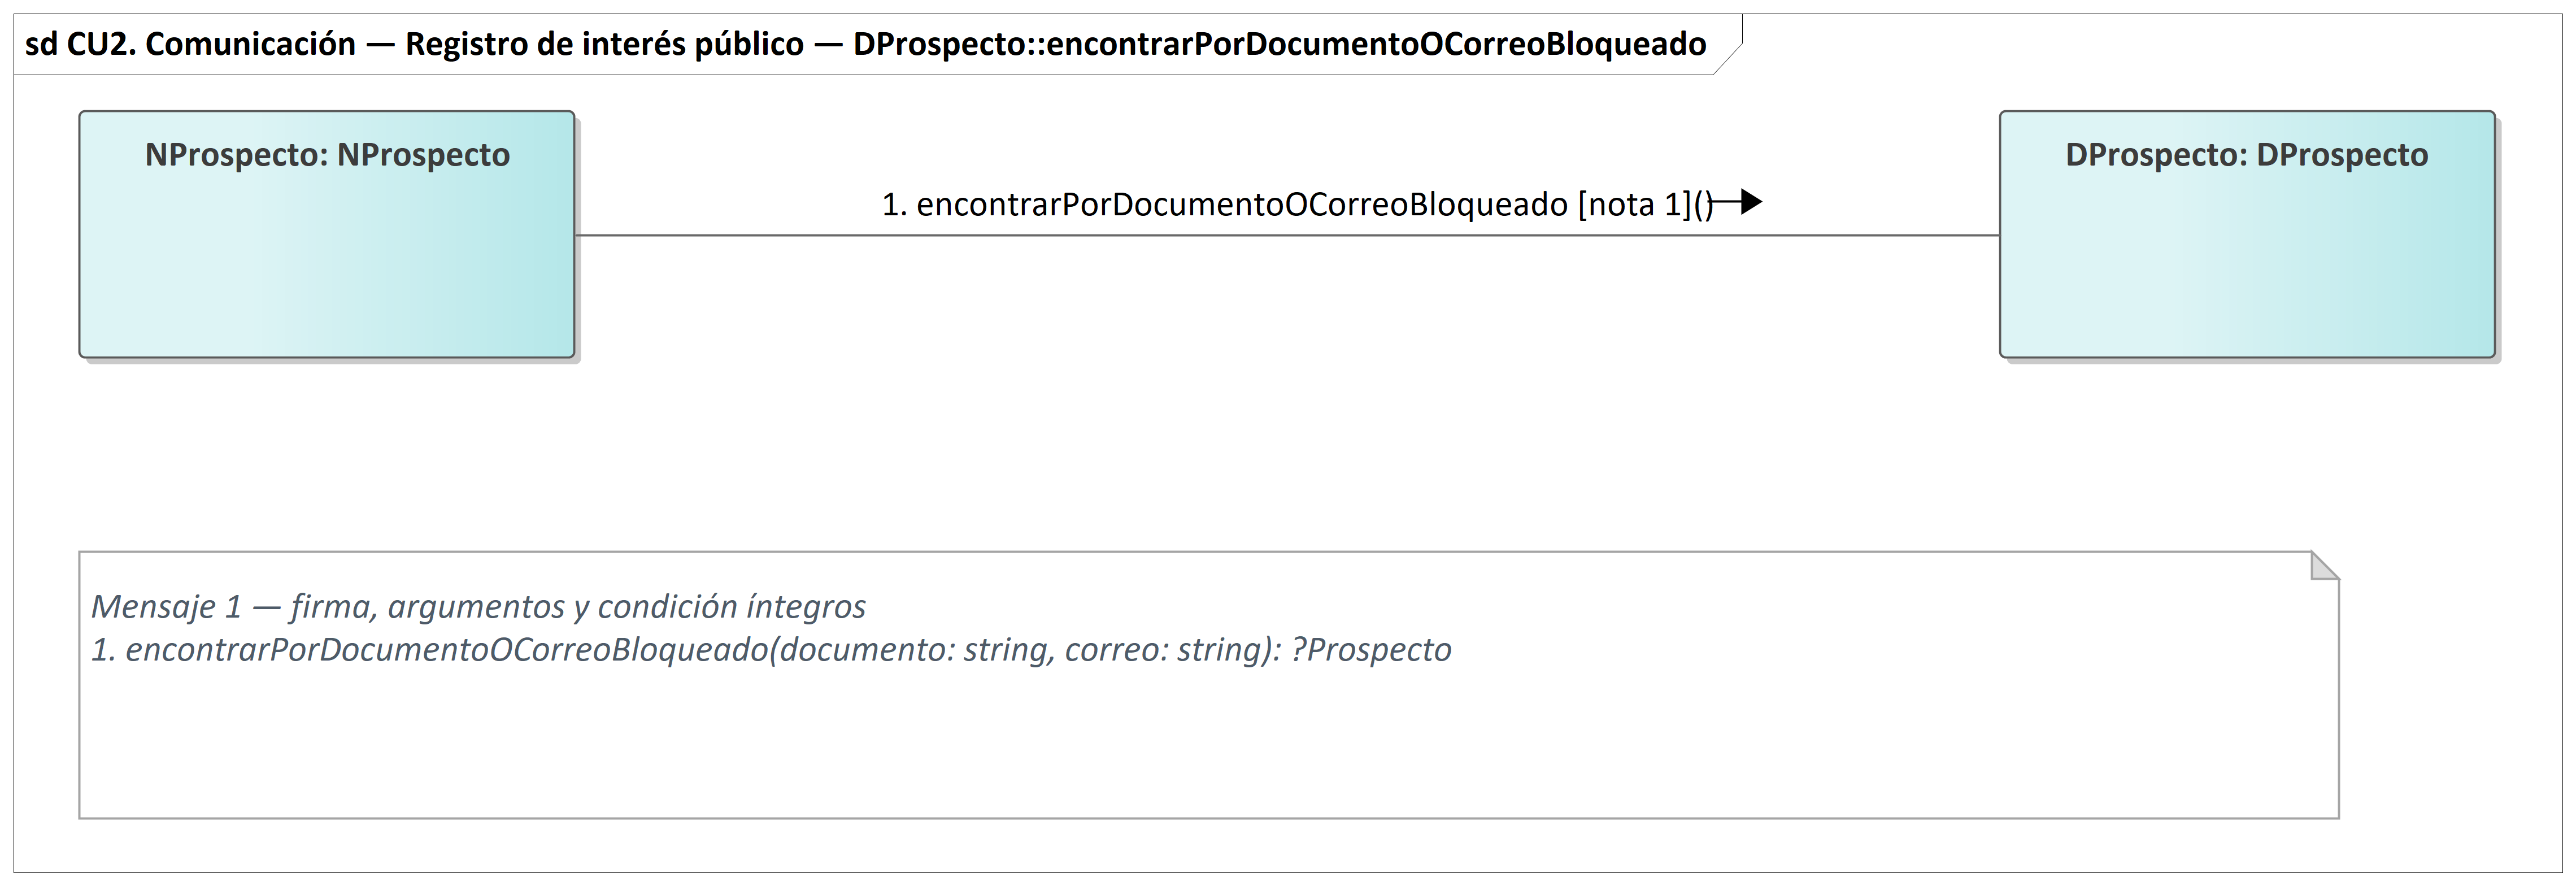 sd CU2. Comunicación — Registro de interés público — DProspecto::encontrarPorDocumentoOCorreoBloqueado
NProspecto: NProspecto
DProspecto: DProspecto
1. encontrarPorDocumentoOCorreoBloqueado [nota 1]()
Mensaje 1 — firma, argumentos y condición íntegros
1. encontrarPorDocumentoOCorreoBloqueado(documento: string, correo: string): ?Prospecto